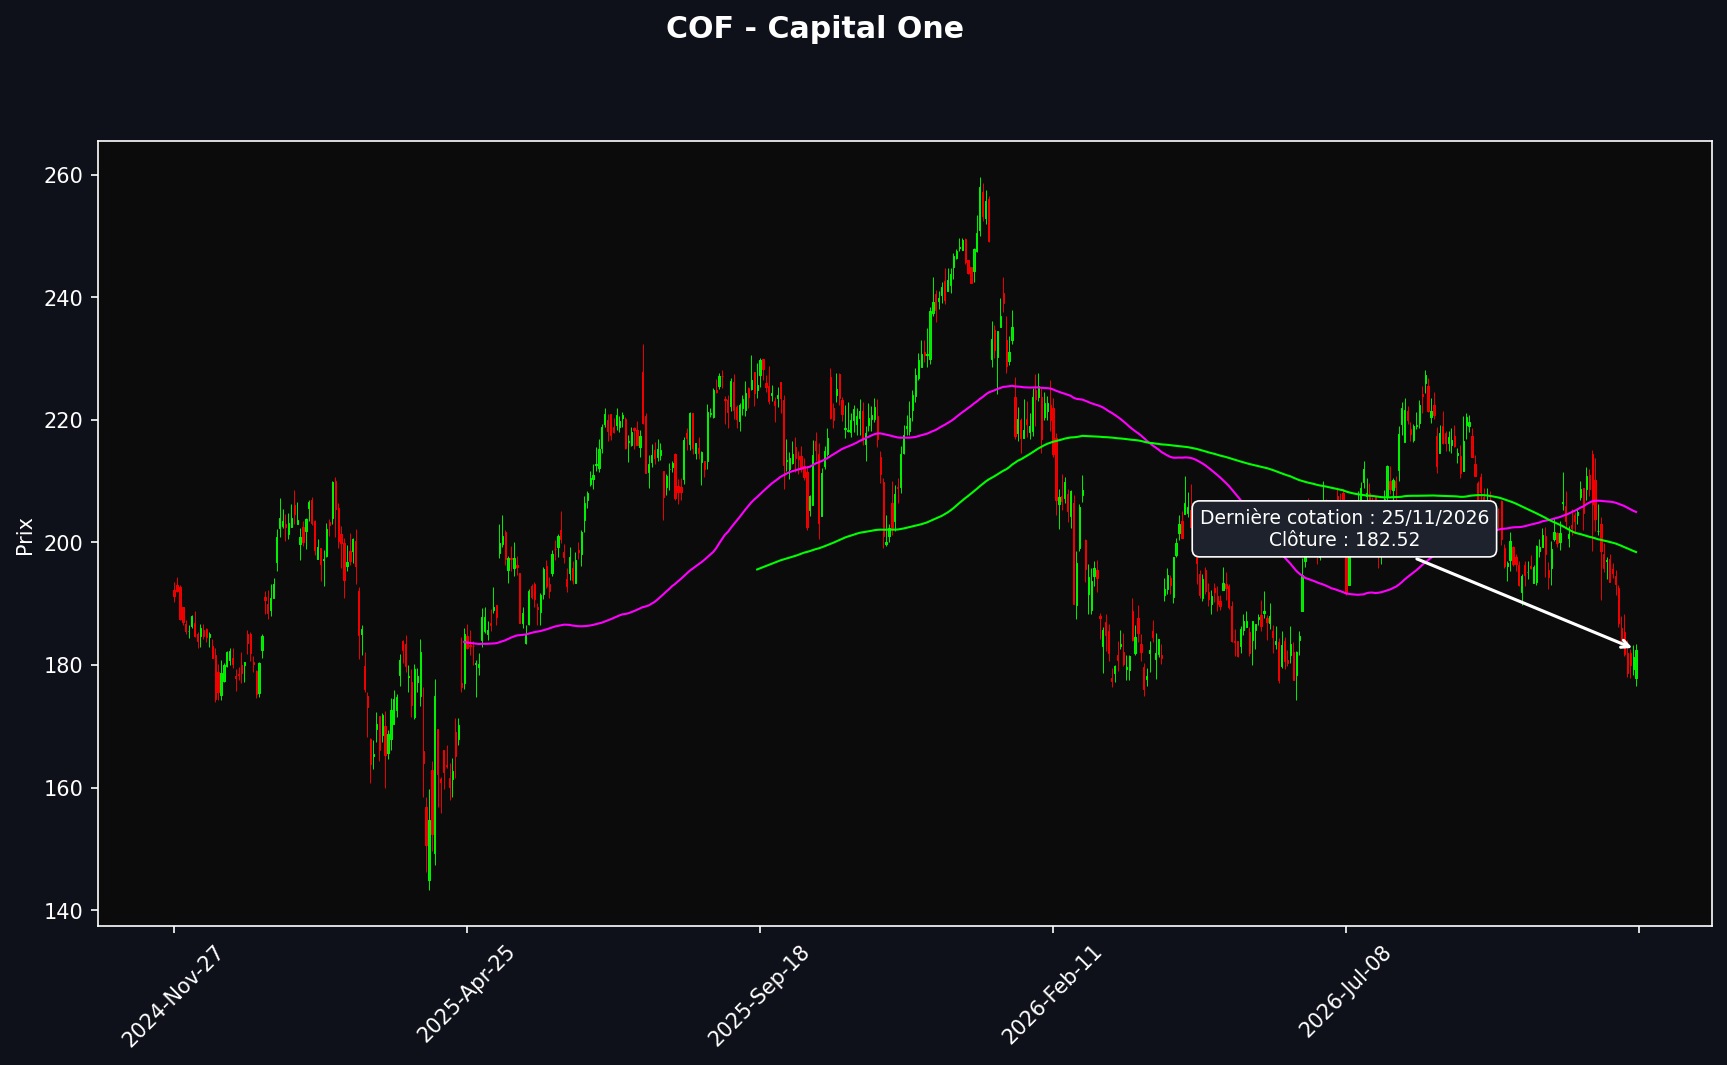 COF - Capital One
Prix
260
240
220
200
180
160
140
Dernière cotation : 25/11/2026
Clôture : 182.52
2024-Nov-27
2025-Apr-25
2025-Sep-18
2026-Feb-11
2026-Jul-08